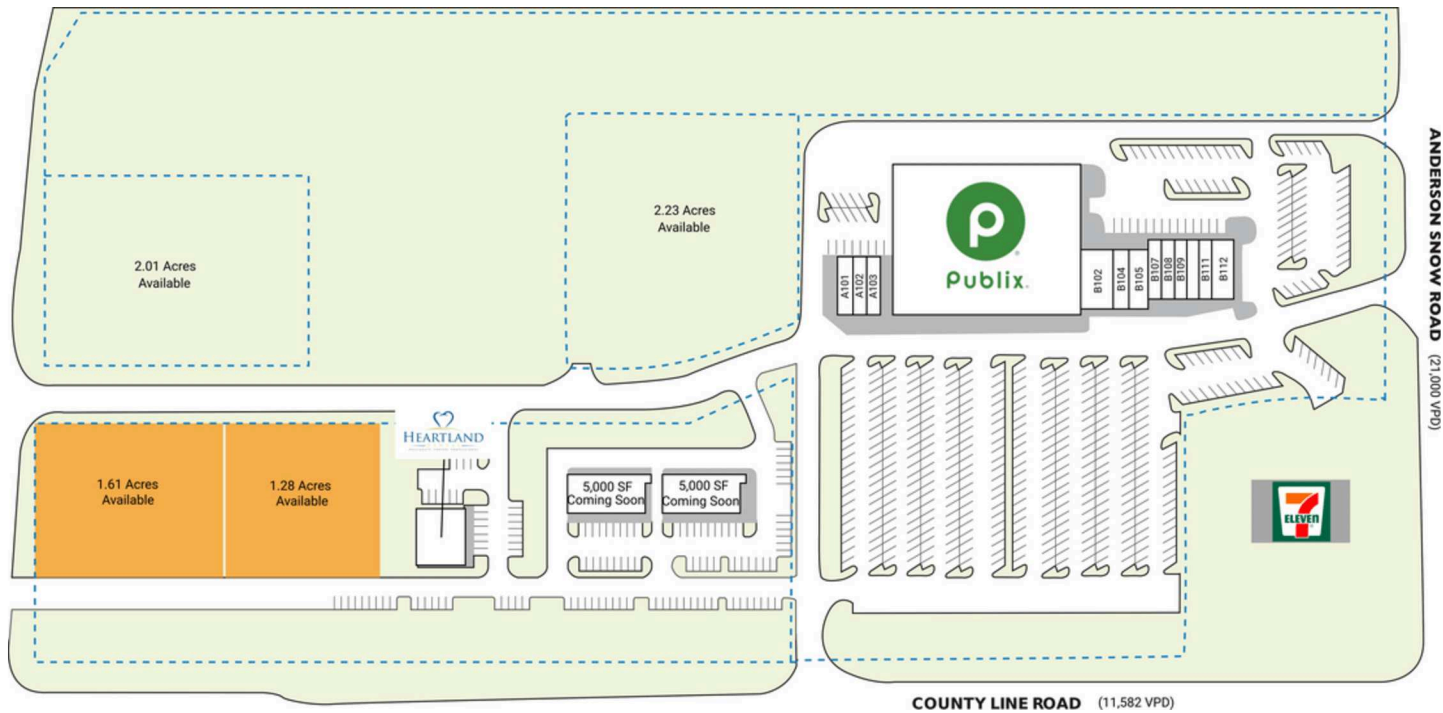 2.23 Acres
Available
2.01 Acres
Available
Publix.
A101
A102
A103
B102
B104
B105
B107
B108
B109
B111
B112
ANDERSON SNOW ROAD (21,000 VPD)
HEARTLAND
1.61 Acres
Available
1.28 Acres
Available
5,000 SF
Coming Soon
5,000 SF
Coming Soon
7
ELEVEN
COUNTY LINE ROAD (11,582 VPD)